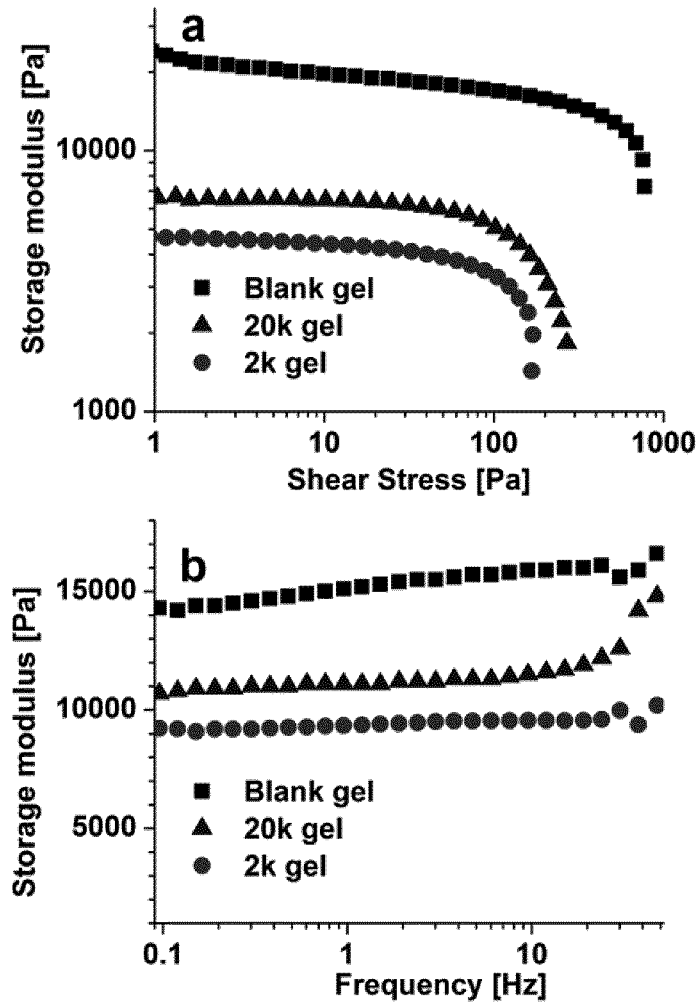 a
Storage modulus [Pa]
10000
1000
Blank gel
20k gel
2k gel
1 10 100 1000
Shear Stress [Pa]
b
Storage modulus [Pa]
15000
10000
5000
Blank gel
20k gel
2k gel
0.1 1 10
Frequency [Hz]